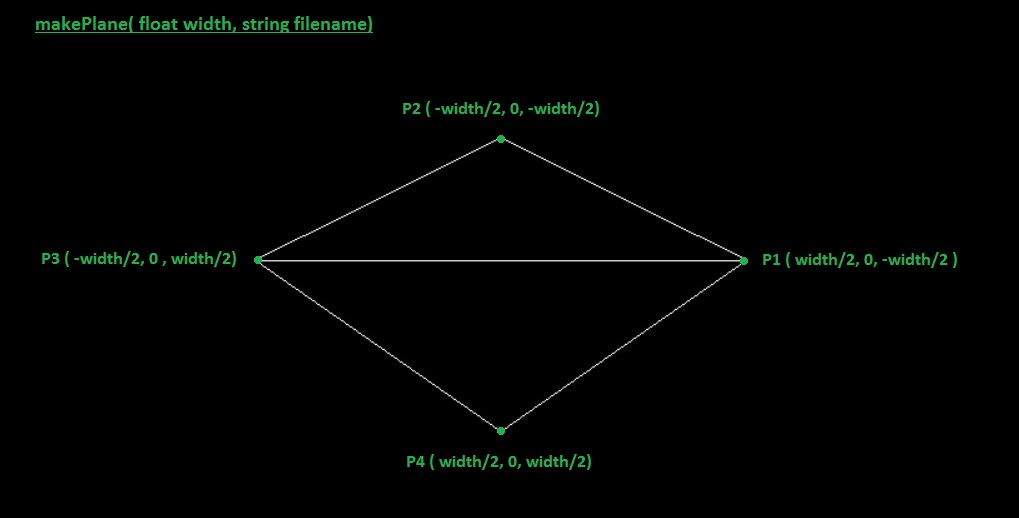 makePlane( float width, string filename)
P2 ( -width/2, 0, -width/2)
P3 ( -width/2, 0 , width/2)
P1 ( width/2, 0, -width/2 )
P4 ( width/2, 0, width/2)